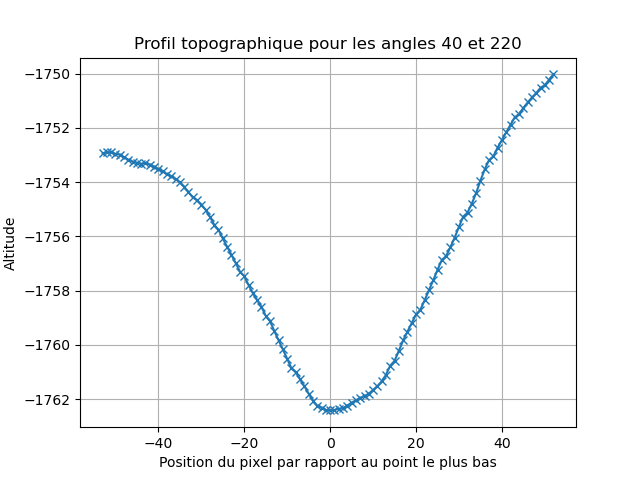 Profil topographique pour les angles 40 et 220
−1750
−1752
−1754
−1756
−1758
−1760
−1762
Altitude
−40 −20 0 20 40
Position du pixel par rapport au point le plus bas